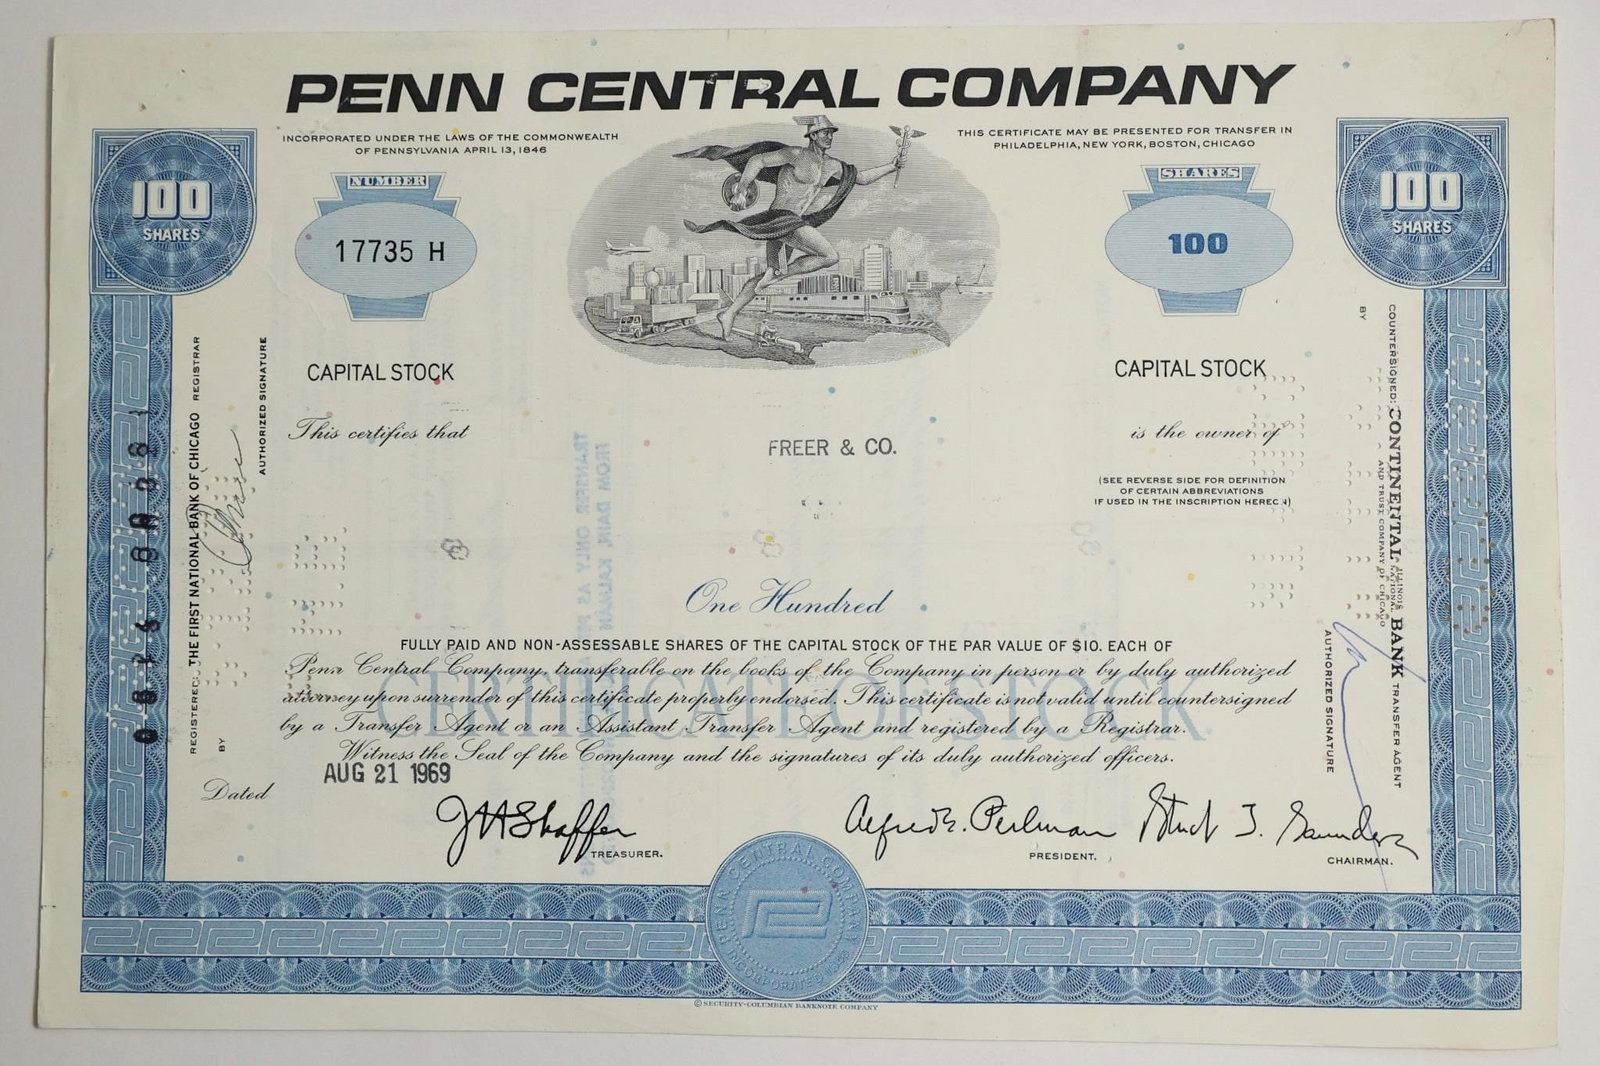 PENN CENTRAL COMPANY
INCORPORATED UNDER THE LAWS OF THE COMMONWEALTH
OF PENNSYLVANIA APRIL 13, 1846
THIS CERTIFICATE MAY BE PRESENTED FOR TRANSFER IN
PHILADELPHIA, NEW YORK, BOSTON, CHICAGO
100
SHARES
NUMBER
17735 H
SHARES
100
100
SHARES
CAPITAL STOCK
CAPITAL STOCK
This certifies that
FREER & CO.
is the owner of
(SEE REVERSE SIDE FOR DEFINITION
OF CERTAIN ABBREVIATIONS
IF USED IN THE INSCRIPTION HEREON)
One Hundred
FULLY PAID AND NON-ASSESSABLE SHARES OF THE CAPITAL STOCK OF THE PAR VALUE OF $10. EACH OF
Penn Central Company, transferable on the books of the Company in person or by duly authorized
attorney upon surrender of this certificate properly endorsed. This certificate is not valid until countersigned
by a Transfer Agent or an Assistant Transfer Agent and registered by a Registrar.
Witness the Seal of the Company and the signatures of its duly authorized officers.
CERTIFICATE OF STOCK
Dated
AUG 21 1969
TREASURER.
Alfred E. Perlman
PRESIDENT.
Stuart T. Saunders
CHAIRMAN.
REGISTERED: THE FIRST NATIONAL BANK OF CHICAGO REGISTRAR
BY
AUTHORIZED SIGNATURE
COUNTERSIGNED: CONTINENTAL ILLINOIS NATIONAL BANK TRANSFER AGENT
AND TRUST COMPANY OF CHICAGO
BY
AUTHORIZED SIGNATURE
PENN CENTRAL COMPANY
INCORPORATED
© SECURITY-COLUMBIAN BANKNOTE COMPANY